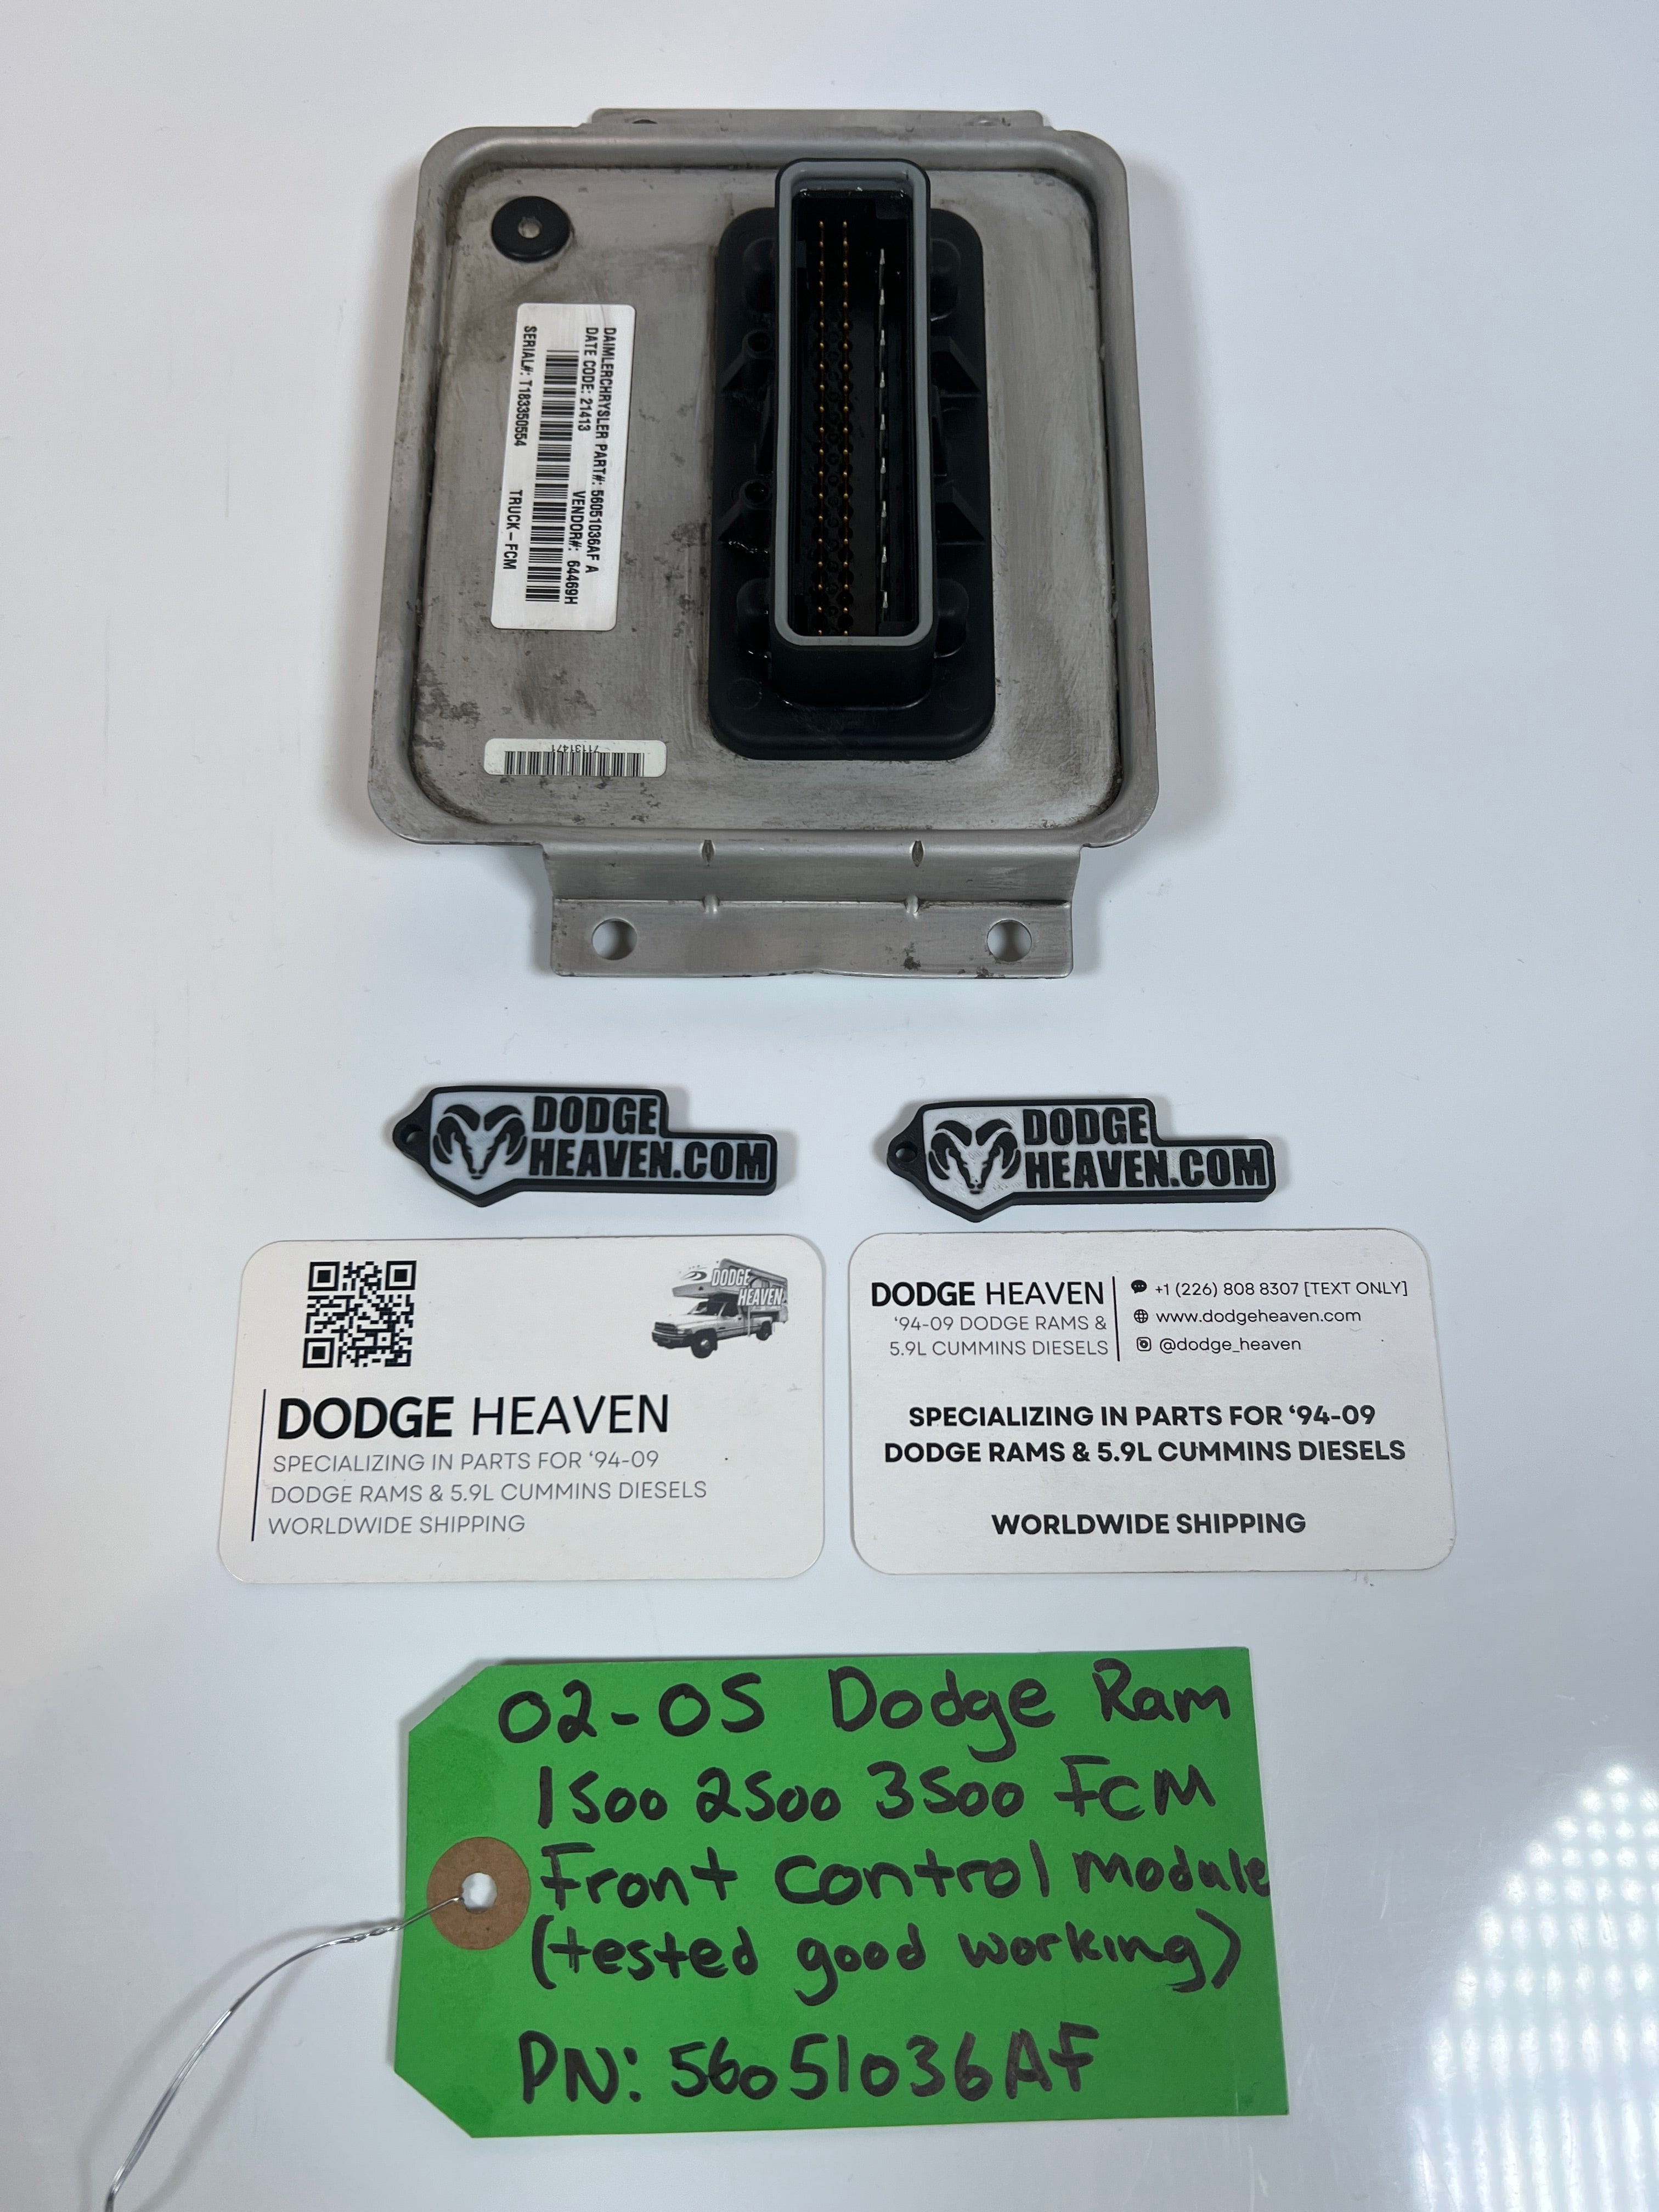 DAIMLERCHRYSLER PART#: 56051036AF A
DATE CODE: 21413 VENDOR#: 64469H
SERIAL#: T183350554 TRUCK-FCM
71131471
DODGE
HEAVEN.COM
DODGE
HEAVEN.COM
DODGE
HEAVEN
DODGE HEAVEN
SPECIALIZING IN PARTS FOR ‘94-09
DODGE RAMS & 5.9L CUMMINS DIESELS
WORLDWIDE SHIPPING
DODGE HEAVEN
‘94-09 DODGE RAMS &
5.9L CUMMINS DIESELS
+1 (226) 808 8307 [TEXT ONLY]
www.dodgeheaven.com
@dodge_heaven
SPECIALIZING IN PARTS FOR ‘94-09
DODGE RAMS & 5.9L CUMMINS DIESELS
WORLDWIDE SHIPPING
02-05 Dodge Ram
1500 2500 3500 FCM
Front control module
(tested good working)
PN: 56051036AF